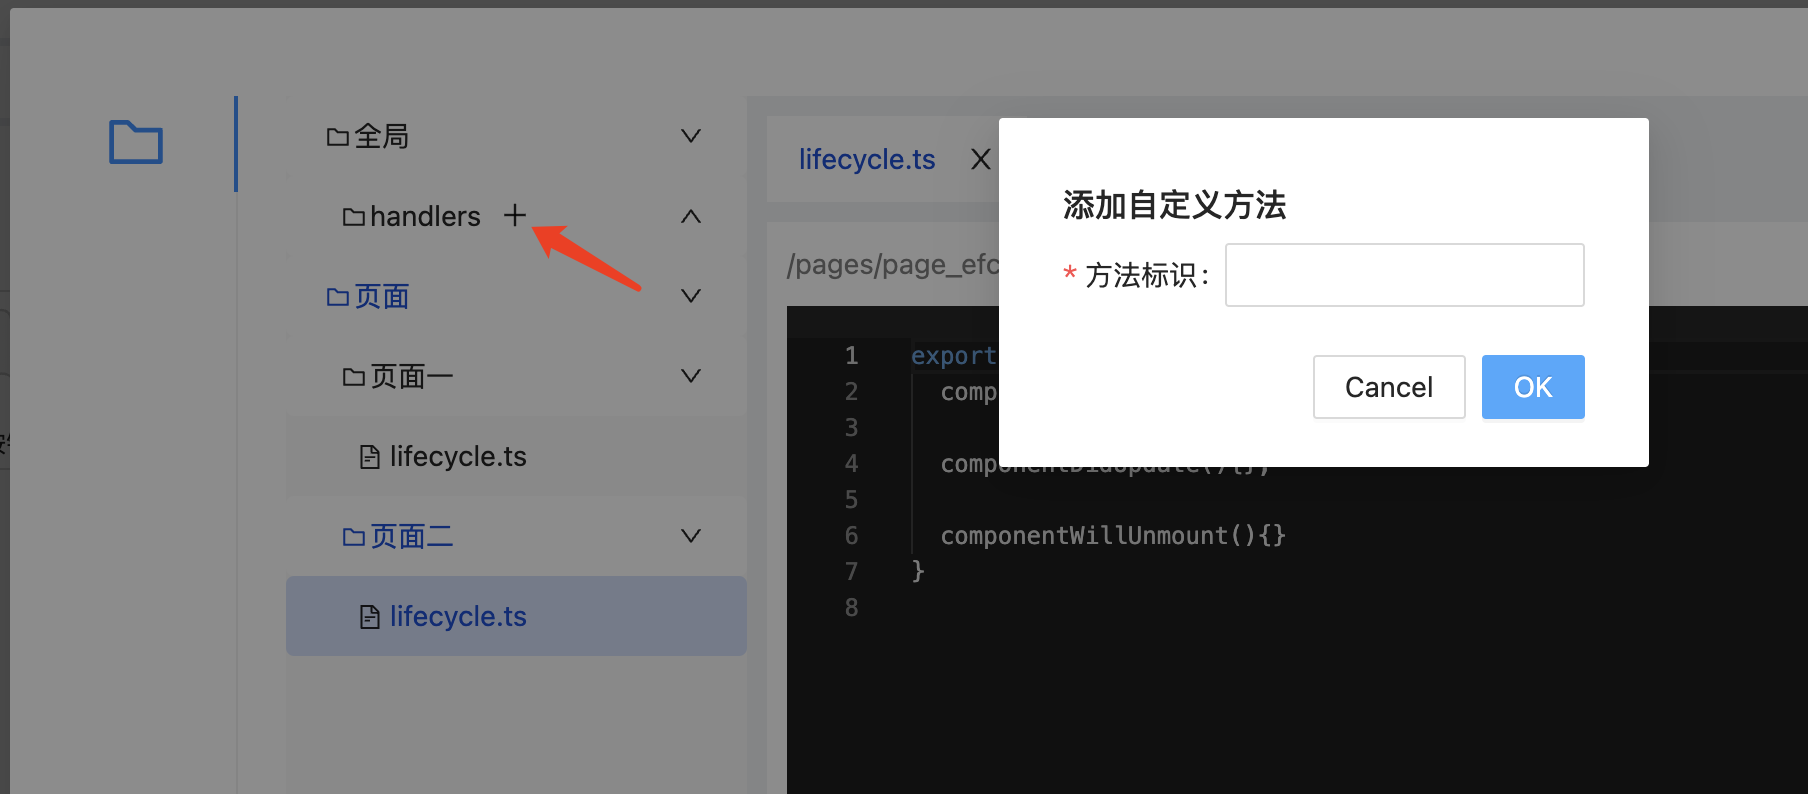 全局
handlers
页面
页面一
lifecycle.ts
页面二
lifecycle.ts
lifecycle.ts
/pages/page_efc
1 export
2 comp
3
4
5
6 componentWillUnmount(){}
7 }
8
添加自定义方法
* 方法标识:
Cancel OK